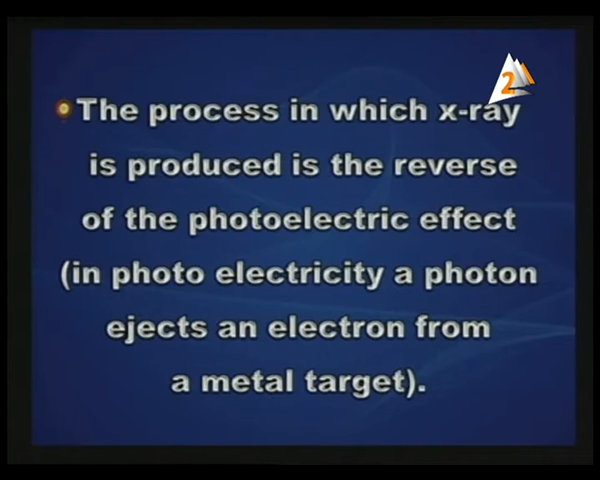 2
The process in which x-ray
is produced is the reverse
of the photoelectric effect
(in photo electricity a photon
ejects an electron from
a metal target).